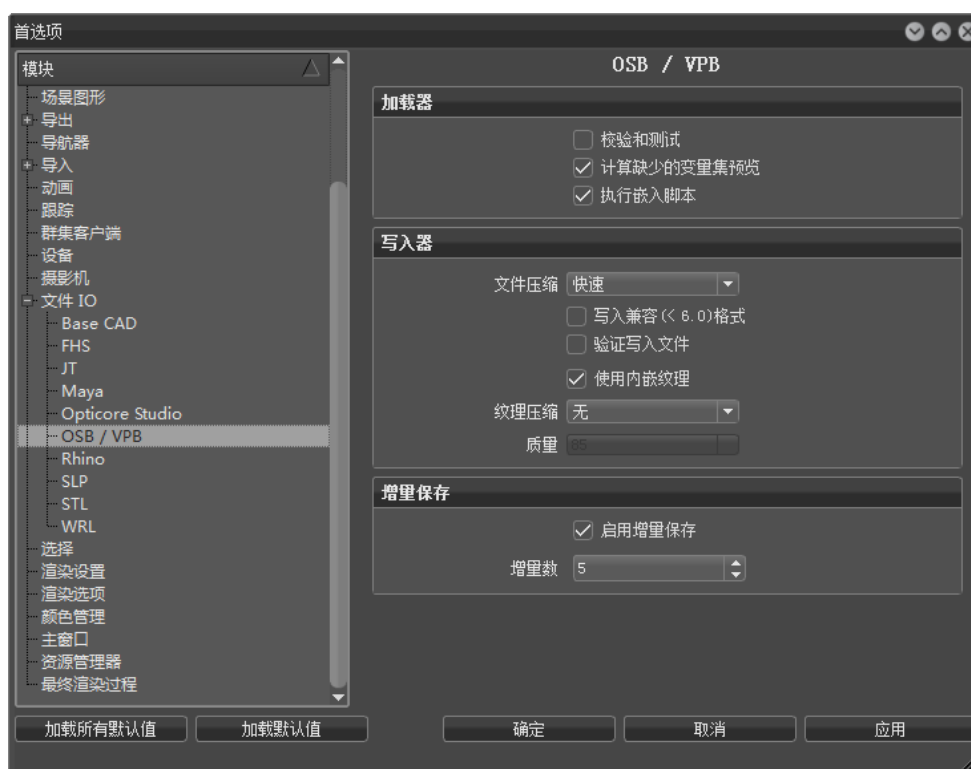 首选项
模块
场景图形
导出
导航器
导入
动画
跟踪
群集客户端
设备
摄影机
文件 IO
Base CAD
FHS
JT
Maya
Opticore Studio
OSB / VPB
Rhino
SLP
STL
WRL
选择
渲染设置
渲染选项
颜色管理
主窗口
资源管理器
最终渲染过程
OSB / VPB
加载器
校验和测试
计算缺少的变量集预览
执行嵌入脚本
写入器
文件压缩 快速
写入兼容(< 6.0)格式
验证写入文件
使用内嵌纹理
纹理压缩 无
质量 85
增量保存
启用增量保存
增量数 5
加载所有默认值 加载默认值 确定 取消 应用